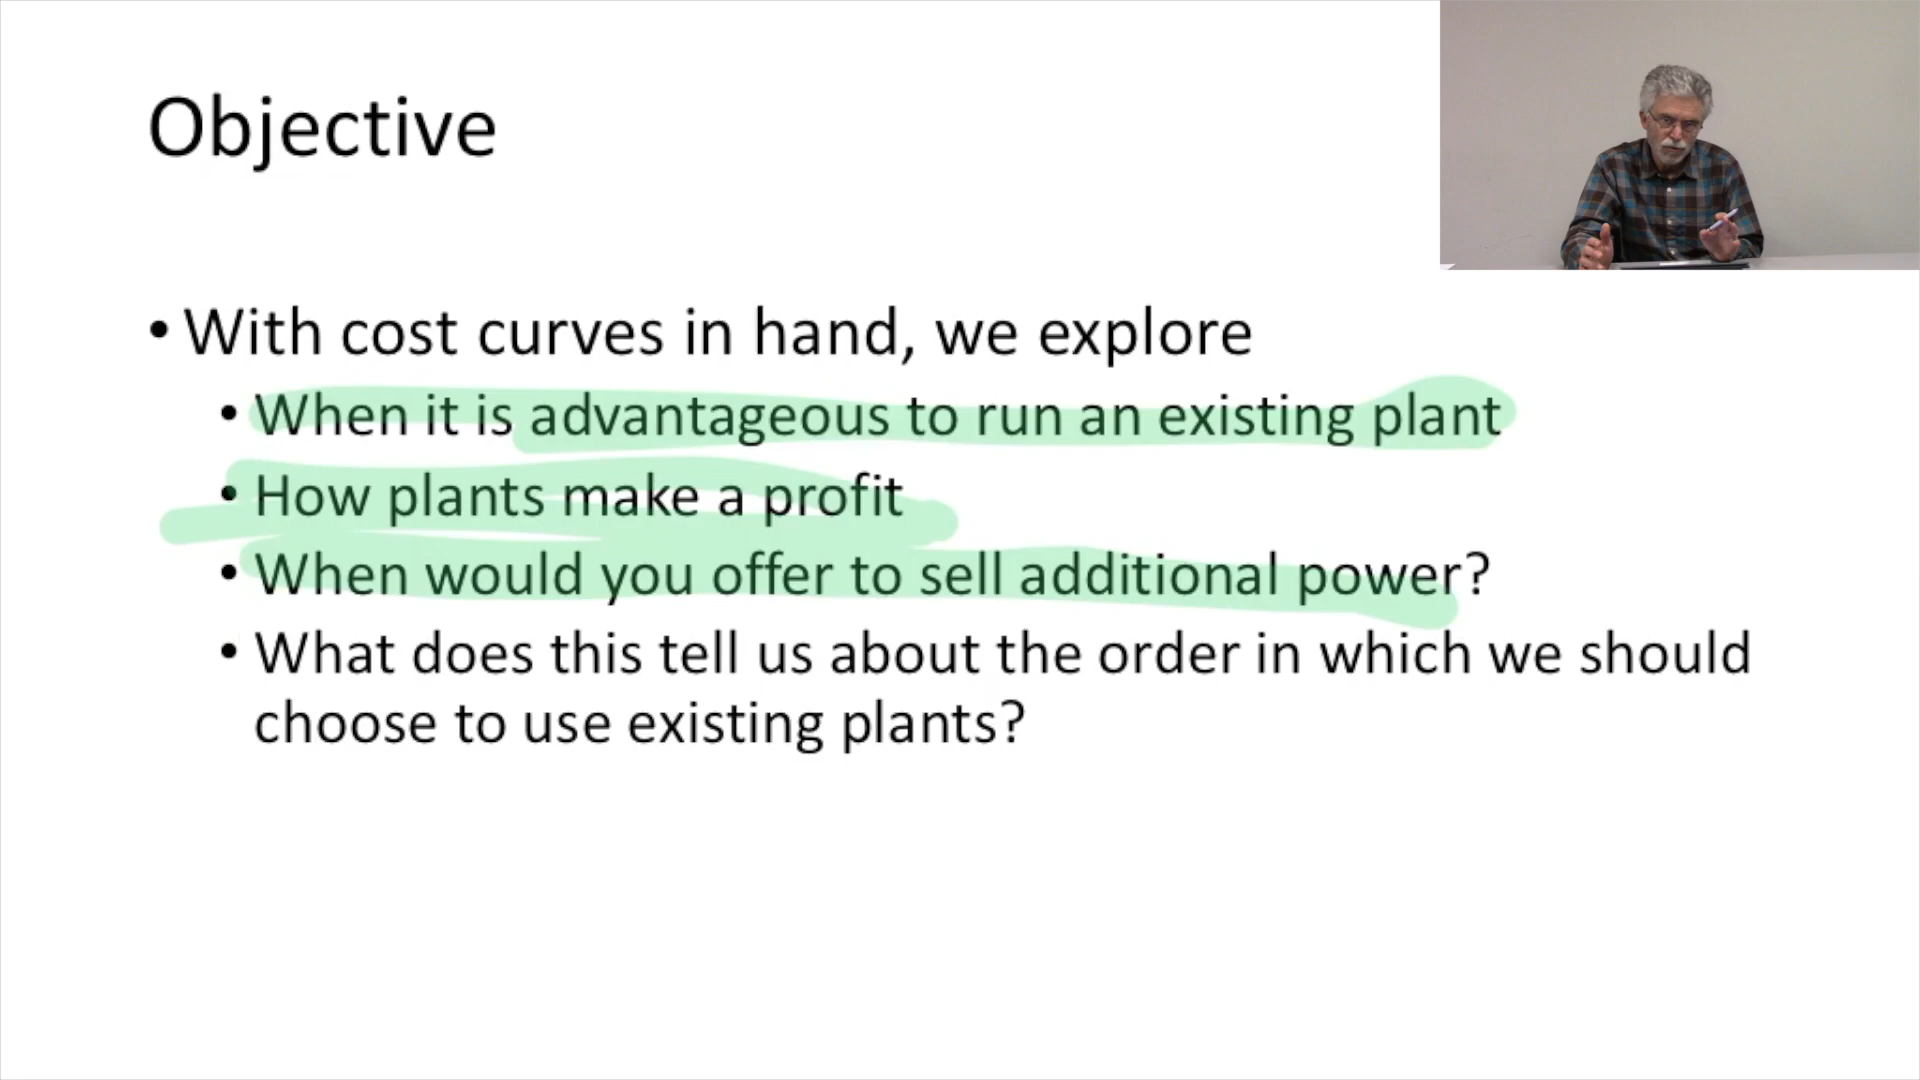 Objective
• With cost curves in hand, we explore
• When it is advantageous to run an existing plant
• How plants make a profit
• When would you offer to sell additional power?
• What does this tell us about the order in which we should
choose to use existing plants?